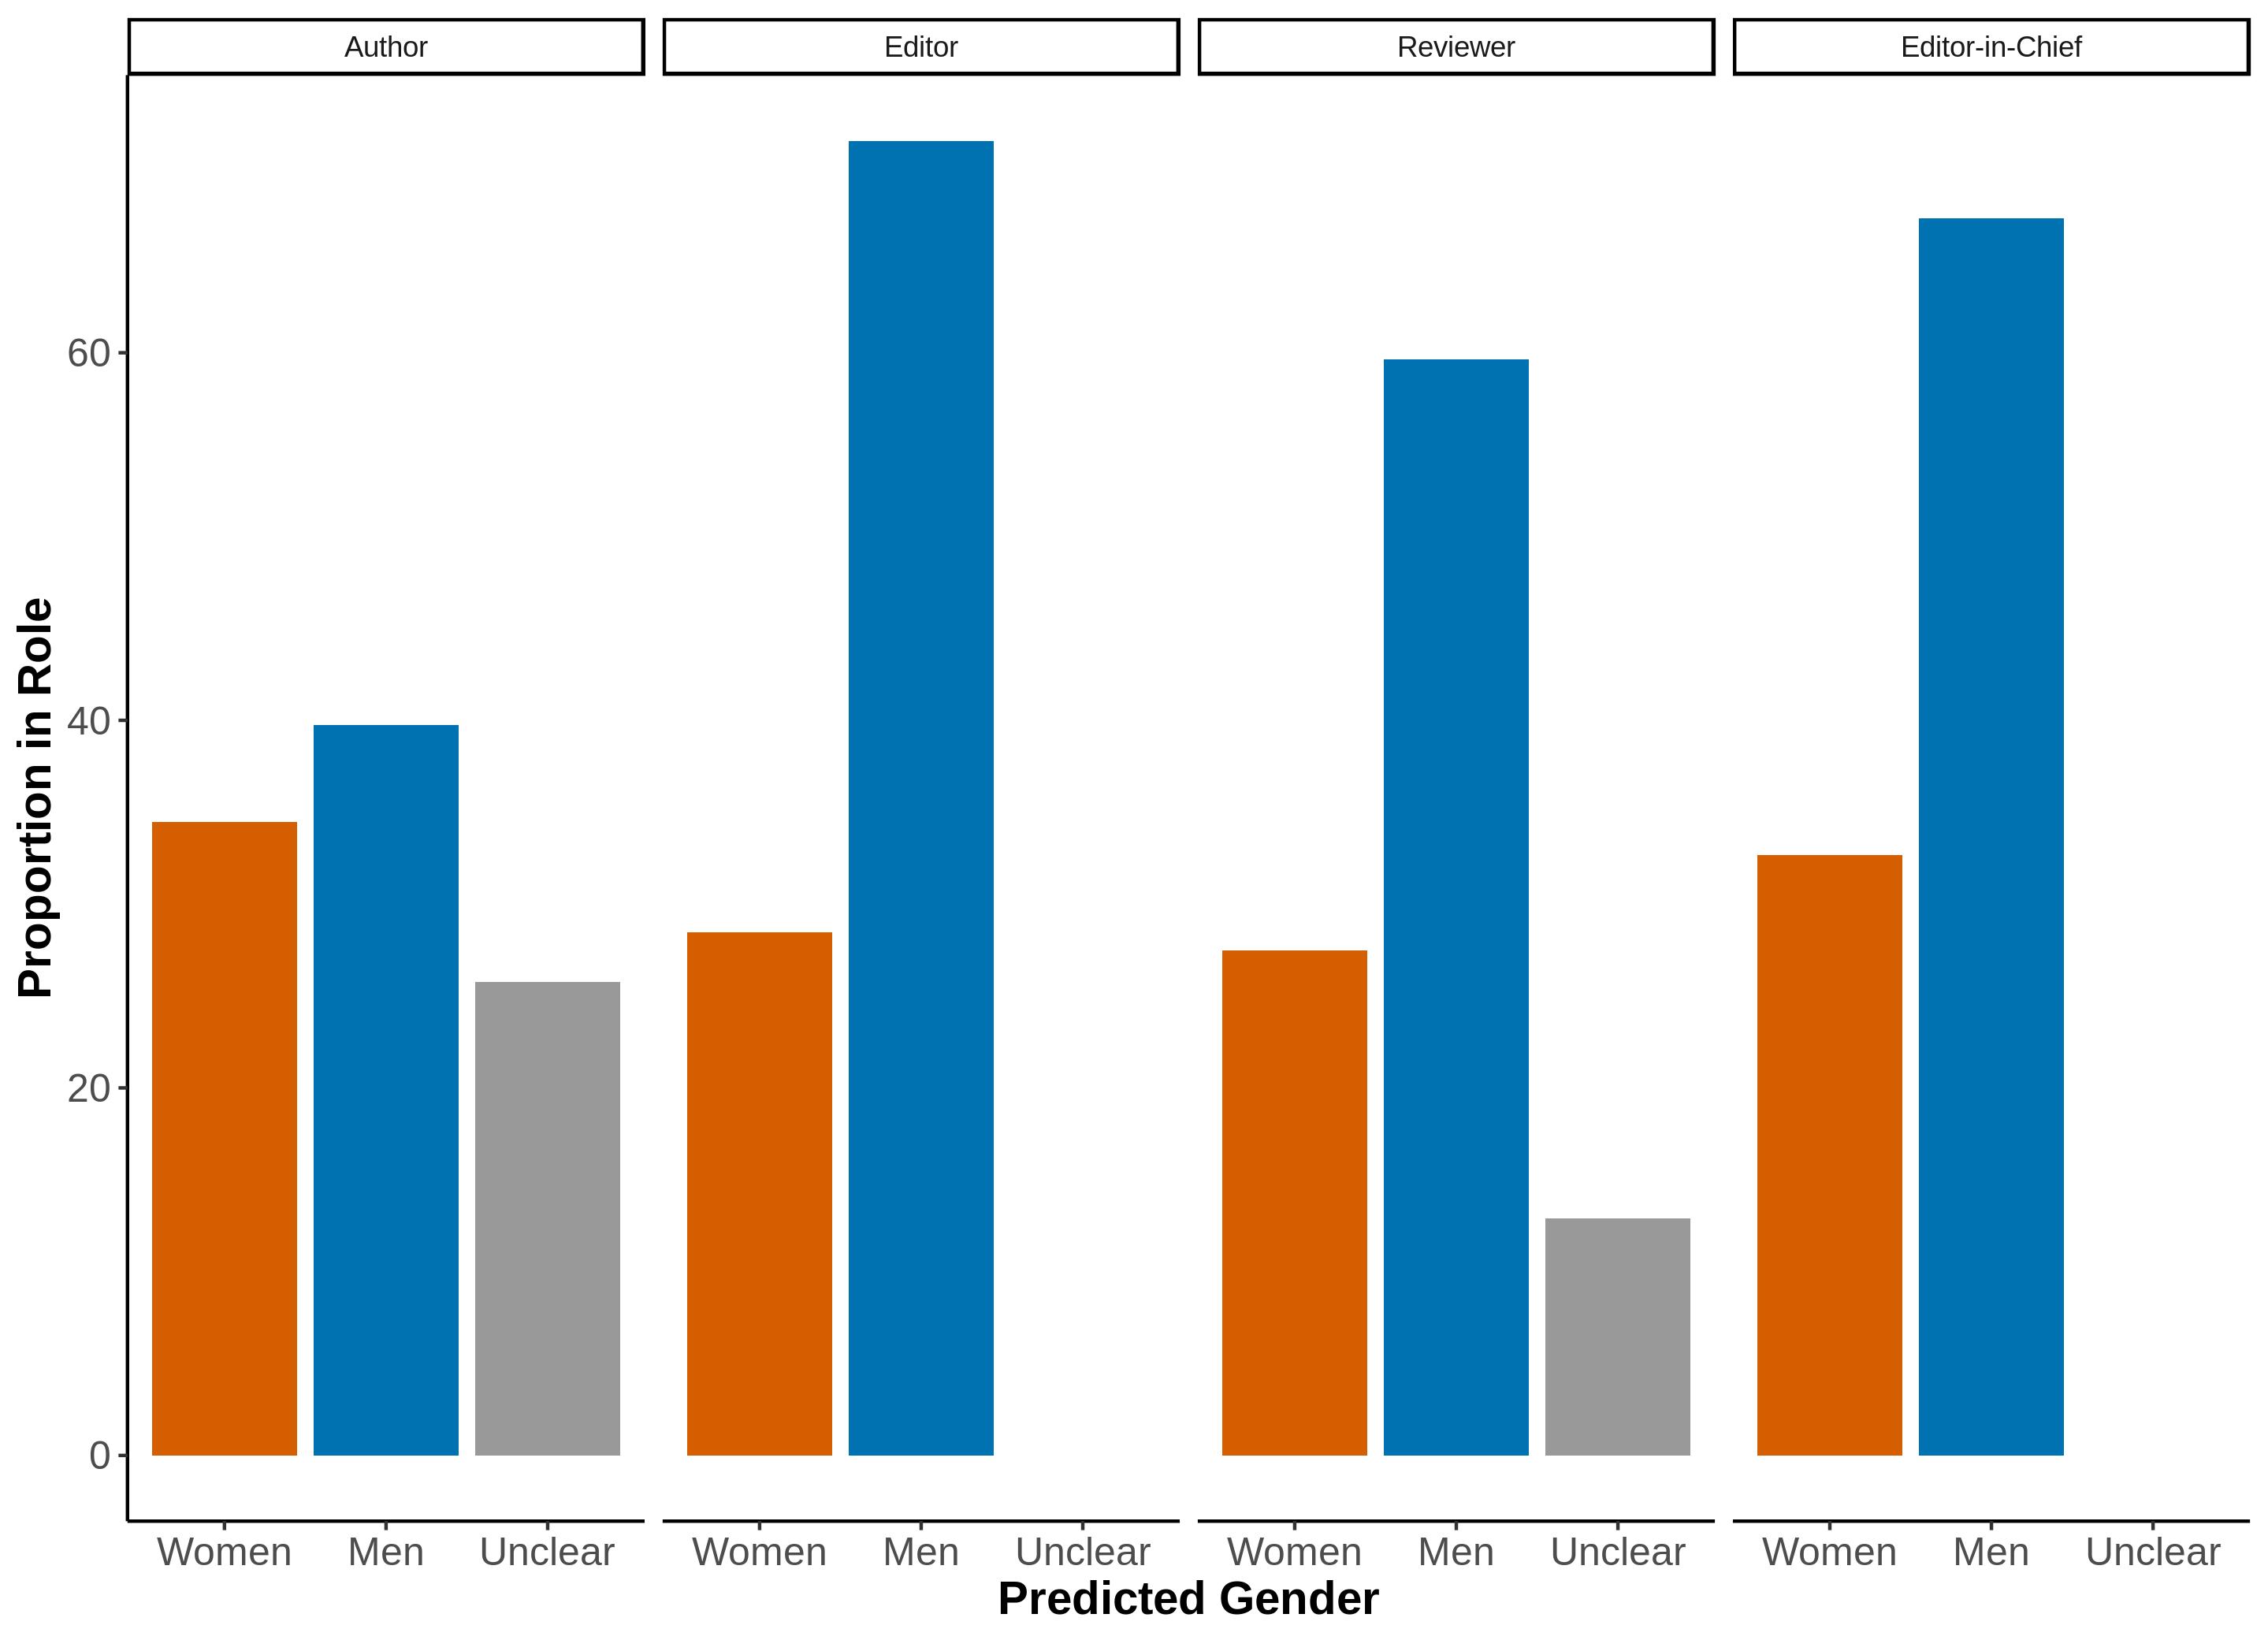 Author Editor Reviewer Editor-in-Chief
Proportion in Role
60
40
20
0
Women Men Unclear Women Men Unclear Women Men Unclear Women Men Unclear
Predicted Gender